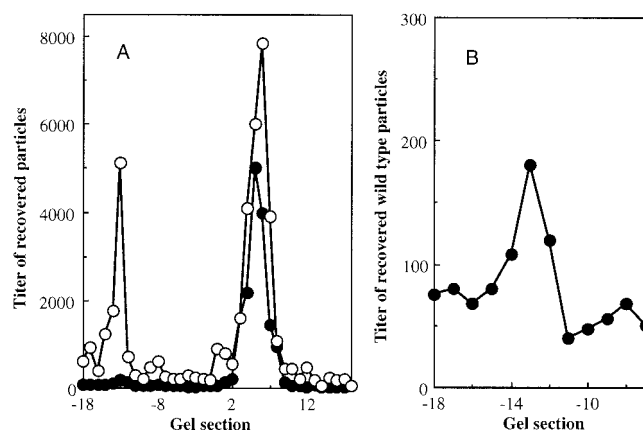 A
Titer of recovered particles
8000
6000
4000
2000
0
-18 -8 2 12
Gel section
B
Titer of recovered wild type particles
300
200
100
0
-18 -14 -10
Gel section